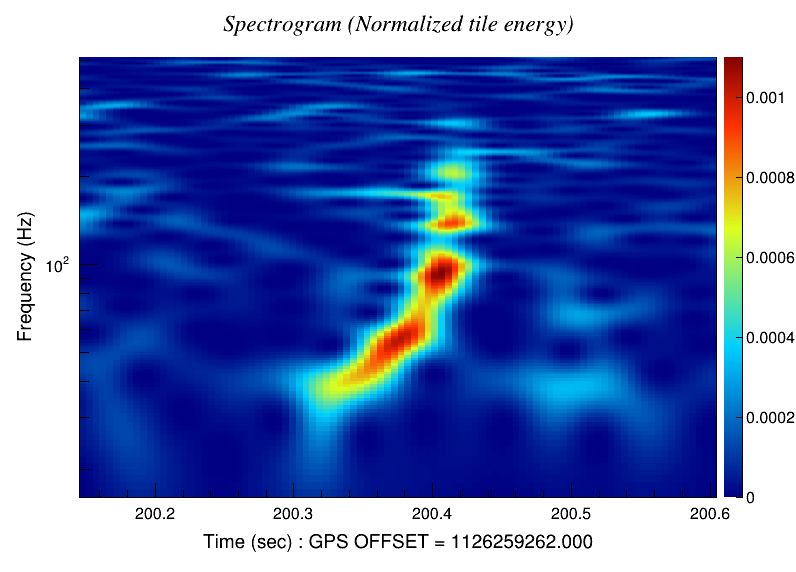 Spectrogram (Normalized tile energy)
0.001
0.0008
0.0006
0.0004
0.0002
0
Frequency (Hz)
10²
200.2 200.3 200.4 200.5 200.6
Time (sec) : GPS OFFSET = 1126259262.000